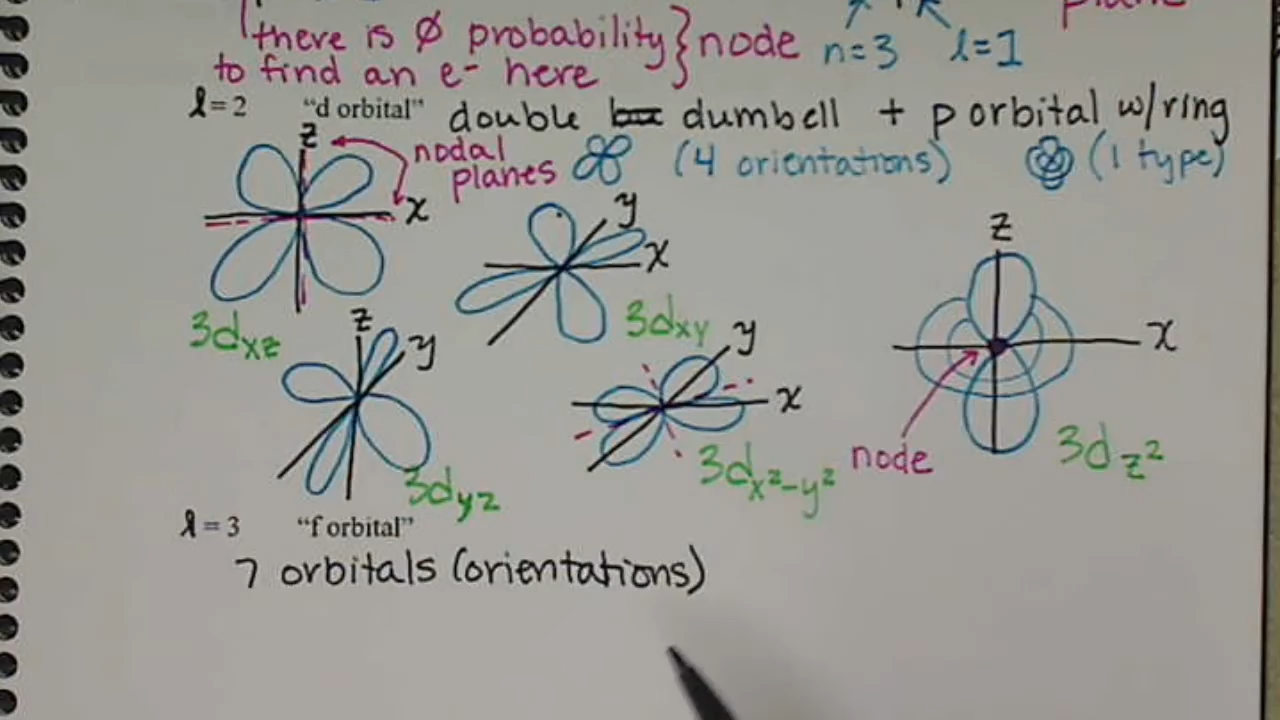 plane
there is ∅ probability } node n=3 l=1
to find an e- here
l = 2 "d orbital" double dumbell + p orbital w/ring
nodal planes (4 orientations) (1 type)
z
x
3dxz
y
x
3dxy
z
x
node
3dz²
z
y
3dyz
y
x
3dx²-y²
l = 3 "f orbital"
7 orbitals (orientations)